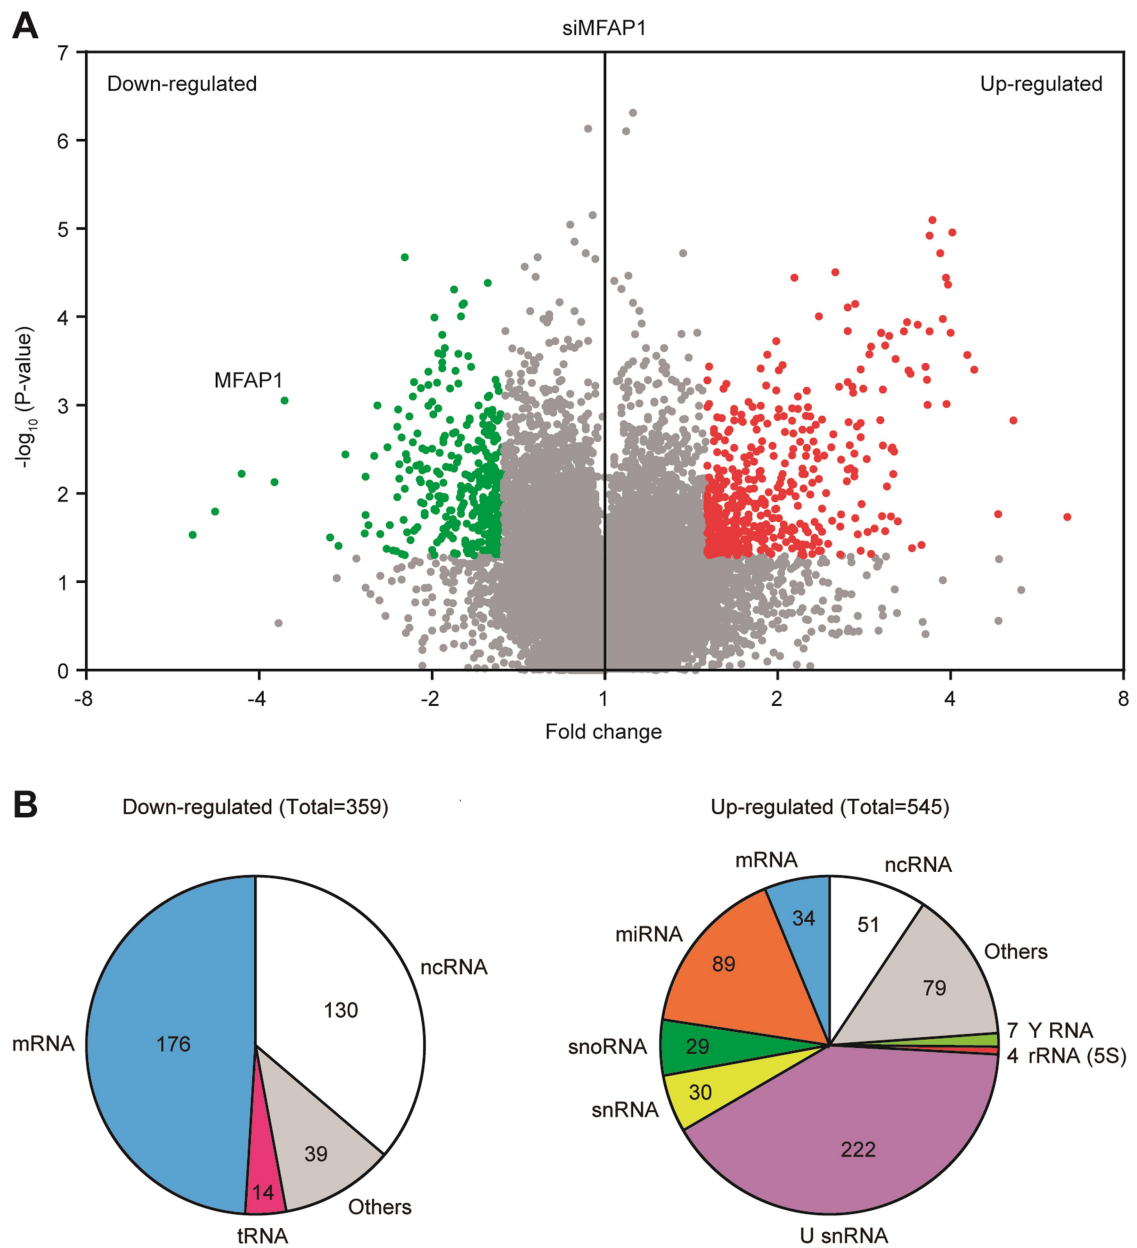 A
siMFAP1
Down-regulated
Up-regulated
MFAP1
-log10 (P-value)
7
6
5
4
3
2
1
0
-8
-4
-2
1
2
4
8
Fold change
B
Down-regulated (Total=359)
Up-regulated (Total=545)
ncRNA
130
mRNA
176
39
Others
14
tRNA
mRNA
34
ncRNA
51
miRNA
89
Others
79
7 Y RNA
4 rRNA (5S)
snoRNA
29
snRNA
30
222
U snRNA